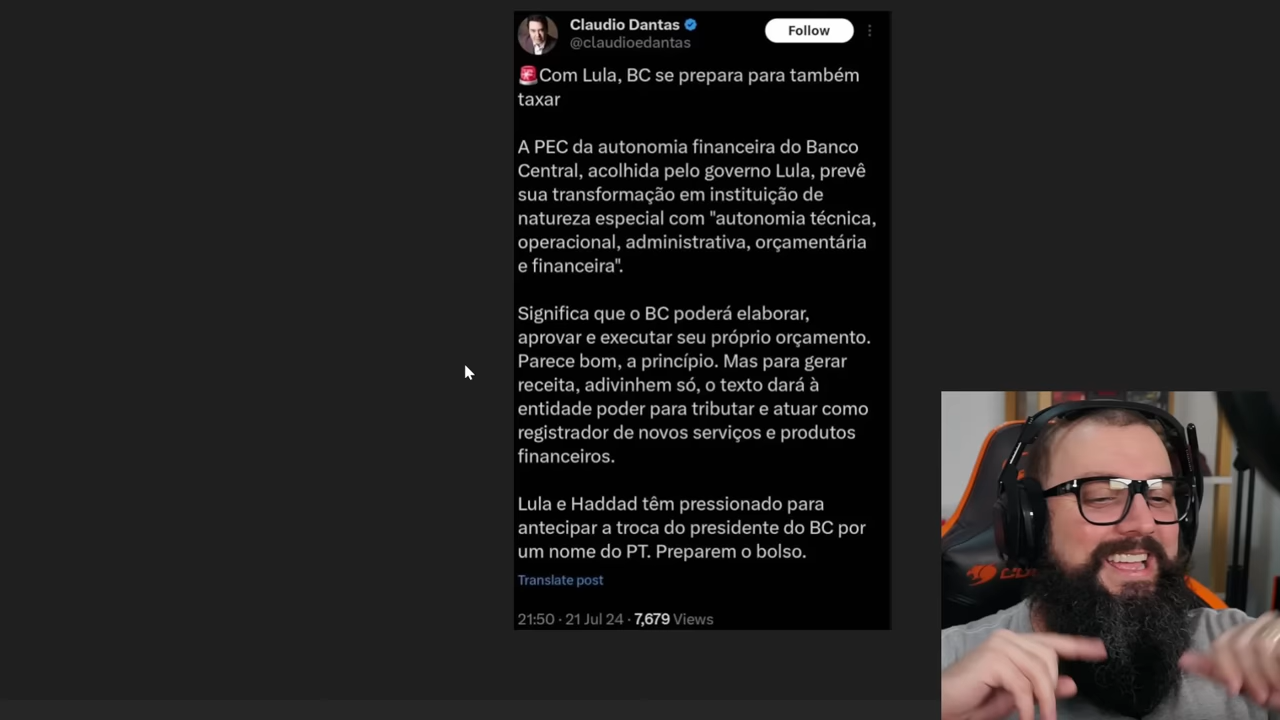 Claudio Dantas
@claudioedantas
Follow
🚨Com Lula, BC se prepara para também
taxar
A PEC da autonomia financeira do Banco
Central, acolhida pelo governo Lula, prevê
sua transformação em instituição de
natureza especial com "autonomia técnica,
operacional, administrativa, orçamentária
e financeira".
Significa que o BC poderá elaborar,
aprovar e executar seu próprio orçamento.
Parece bom, a princípio. Mas para gerar
receita, adivinhem só, o texto dará à
entidade poder para tributar e atuar como
registrador de novos serviços e produtos
financeiros.
Lula e Haddad têm pressionado para
antecipar a troca do presidente do BC por
um nome do PT. Preparem o bolso.
Translate post
21:50 · 21 Jul 24 · 7,679 Views